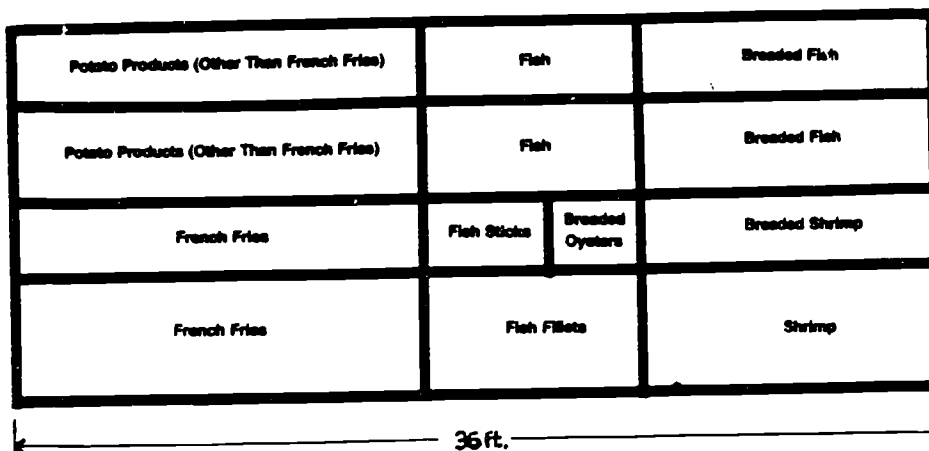 Potato Products (Other Than French Fries)
Fish
Breaded Fish
Potato Products (Other Than French Fries)
Fish
Breaded Fish
French Fries
Fish Sticks
Breaded
Oysters
Breaded Shrimp
French Fries
Fish Fillets
Shrimp
36 ft.